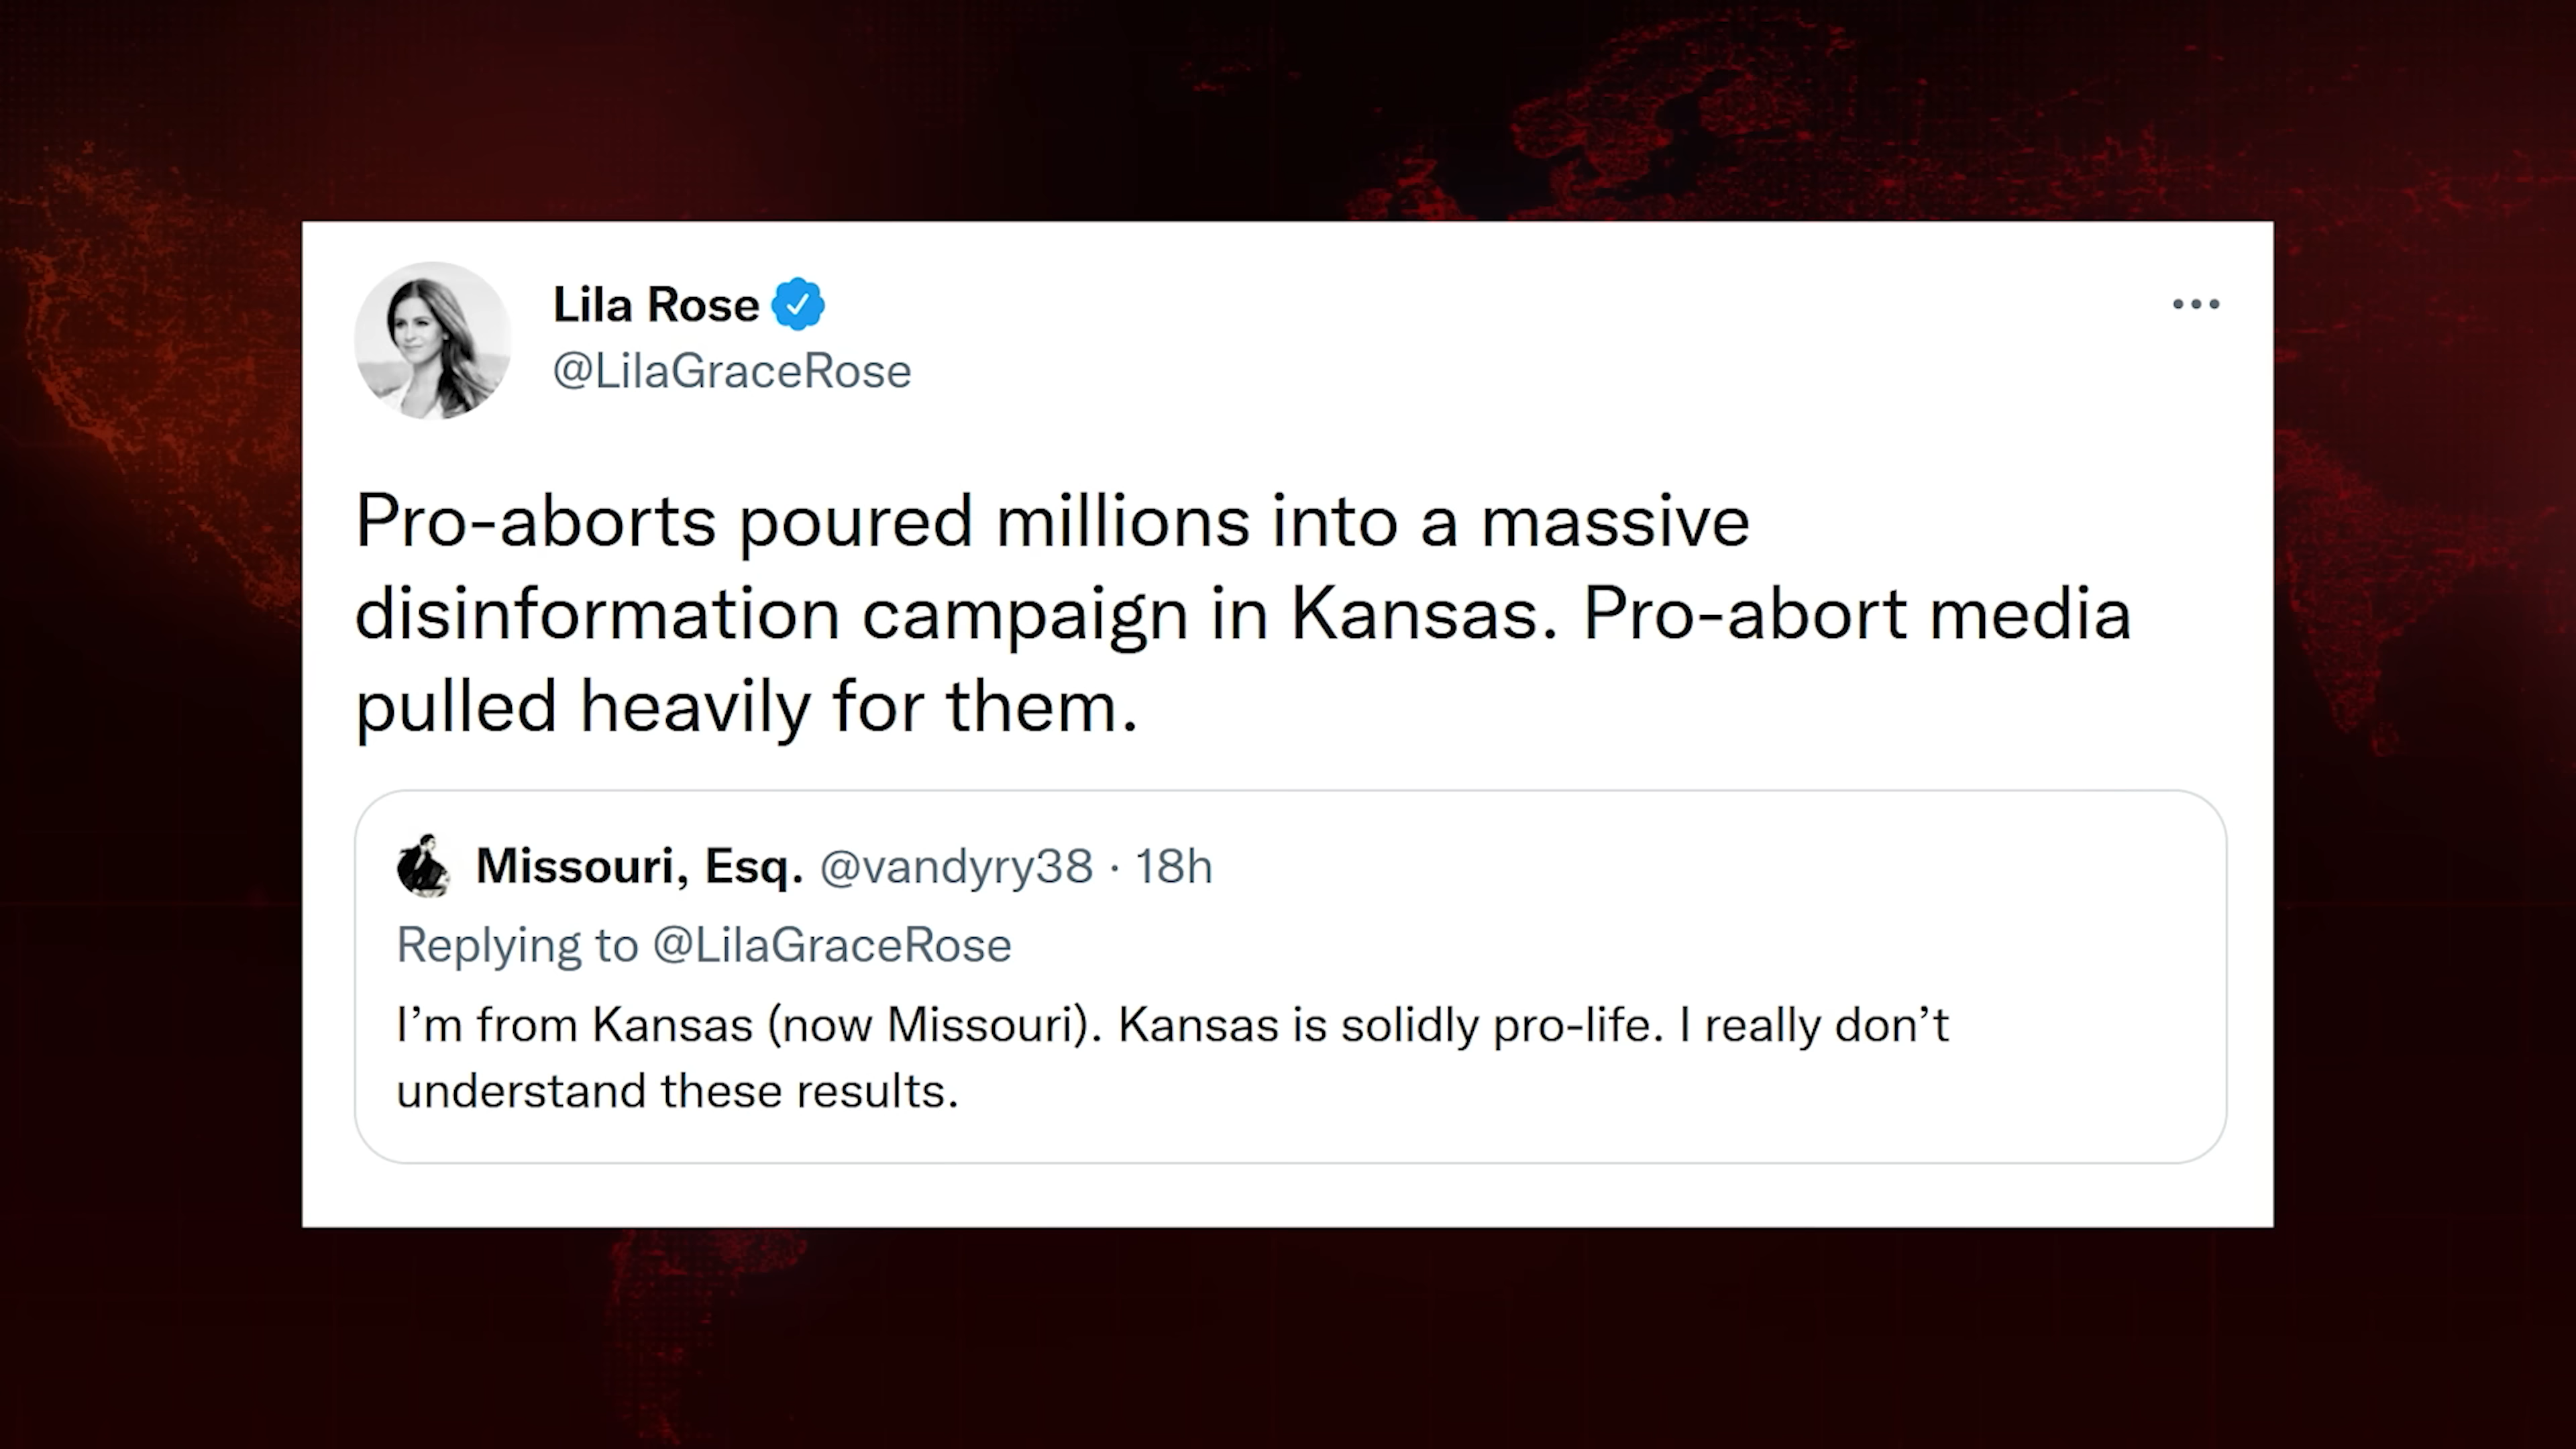 Lila Rose
@LilaGraceRose
Pro-aborts poured millions into a massive
disinformation campaign in Kansas. Pro-abort media
pulled heavily for them.
Missouri, Esq. @vandyry38 · 18h
Replying to @LilaGraceRose
I’m from Kansas (now Missouri). Kansas is solidly pro-life. I really don’t
understand these results.